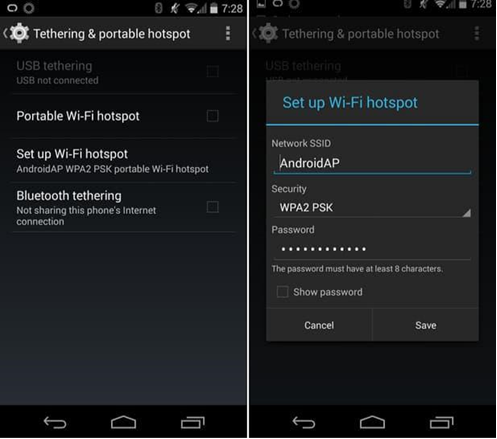 7:28
Tethering & portable hotspot
USB tethering
USB not connected
Portable Wi-Fi hotspot
Set up Wi-Fi hotspot
AndroidAP WPA2 PSK portable Wi-Fi hotspot
Bluetooth tethering
Not sharing this phone's Internet
connection
7:28
Tethering & portable hotspot
USB tethering
USB not connected
Set up Wi-Fi hotspot
Network SSID
AndroidAP
Security
WPA2 PSK
Password
••••••••••••
The password must have at least 8 characters.
Show password
Cancel
Save